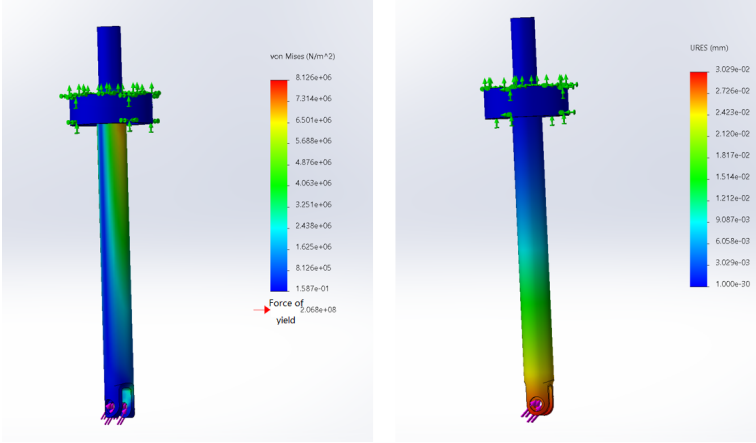 von Mises (N/m^2)
8.126e+06
7.314e+06
6.501e+06
5.688e+06
4.876e+06
4.063e+06
3.251e+06
2.438e+06
1.625e+06
8.126e+05
1.587e-01
Force of
yield
2.068e+08
URES (mm)
3.029e-02
2.726e-02
2.423e-02
2.120e-02
1.817e-02
1.514e-02
1.212e-02
9.087e-03
6.058e-03
3.029e-03
1.000e-30